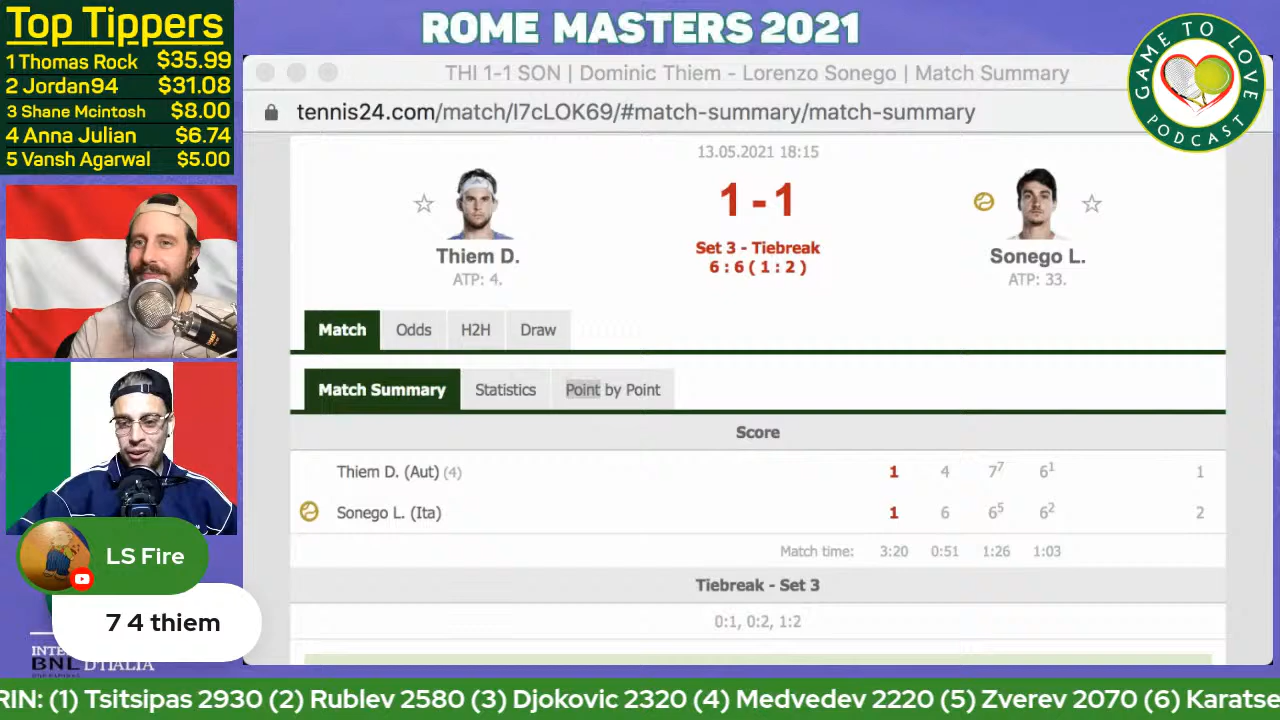 Top Tippers
1 Thomas Rock $35.99
2 Jordan94 $31.08
3 Shane Mcintosh $8.00
4 Anna Julian $6.74
5 Vansh Agarwal $5.00
ROME MASTERS 2021
GAME TO LOVE
PODCAST
THI 1-1 SON | Dominic Thiem - Lorenzo Sonego | Match Summary
tennis24.com/match/I7cLOK69/#match-summary/match-summary
13.05.2021 18:15
1 - 1
Set 3 - Tiebreak
6 : 6 ( 1 : 2 )
Thiem D.
ATP: 4.
Sonego L.
ATP: 33.
Match Odds H2H Draw
Match Summary Statistics Point by Point
Score
Thiem D. (Aut) (4) 1 4 7⁷ 6¹ 1
Sonego L. (Ita) 1 6 6⁵ 6² 2
Match time: 3:20 0:51 1:26 1:03
Tiebreak - Set 3
0:1, 0:2, 1:2
LS Fire
7 4 thiem
BNL D'ITALIA
RIN: (1) Tsitsipas 2930 (2) Rublev 2580 (3) Djokovic 2320 (4) Medvedev 2220 (5) Zverev 2070 (6) Karatse